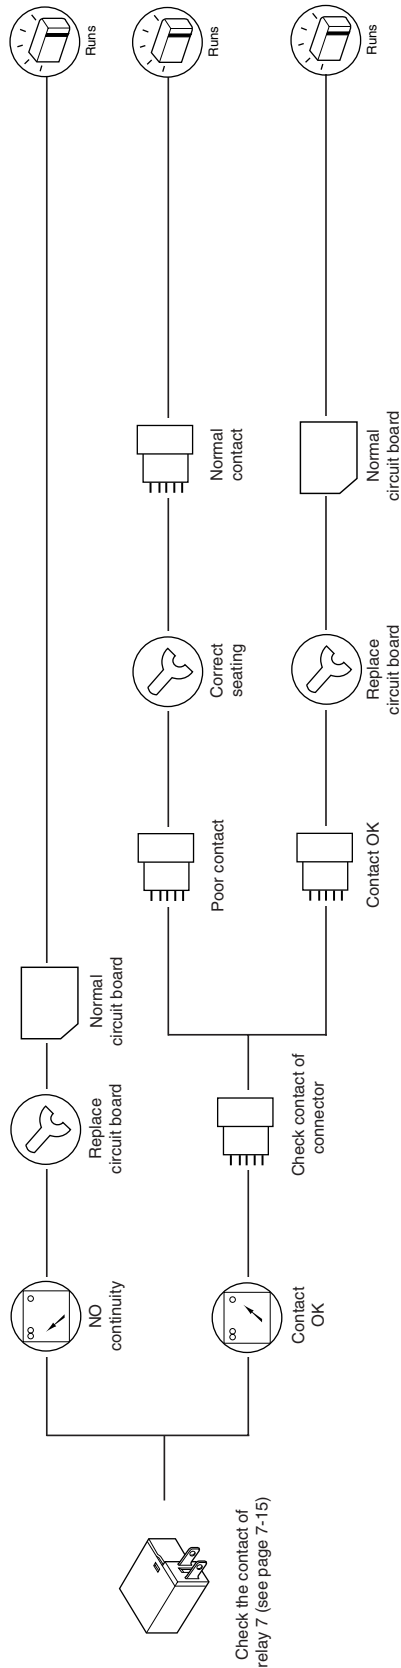 Check the contact of
relay 7 (see page 7-15)
NO
continuity
Replace
circuit board
Normal
circuit board
Runs
Contact
OK
Check contact of
connector
Poor contact
Correct
seating
Normal
contact
Runs
Contact OK
Replace
circuit board
Normal
circuit board
Runs